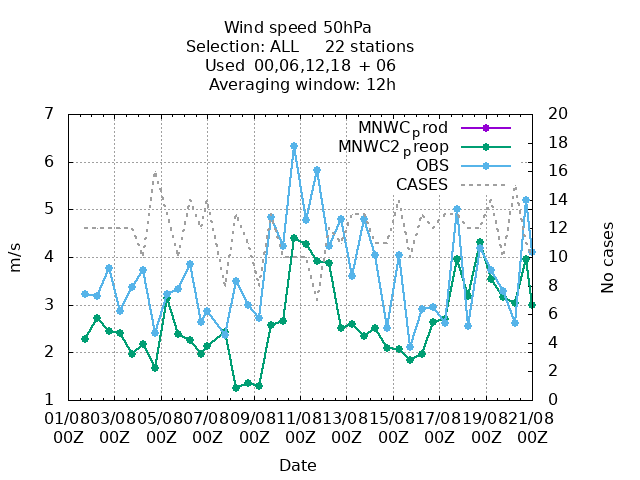 Wind speed 50hPa
Selection: ALL 22 stations
Used 00,06,12,18 + 06
Averaging window: 12h
7 20
MNWCprod
18
MNWC2preop
6 16
OBS
CASES
5 14
12
m/s
4 10
No cases
8
3
6
2 4
2
1 0
01/08 03/08 05/08 07/08 09/08 11/08 13/08 15/08 17/08 19/08 21/08
00Z 00Z 00Z 00Z 00Z 00Z 00Z 00Z 00Z 00Z 00Z
Date